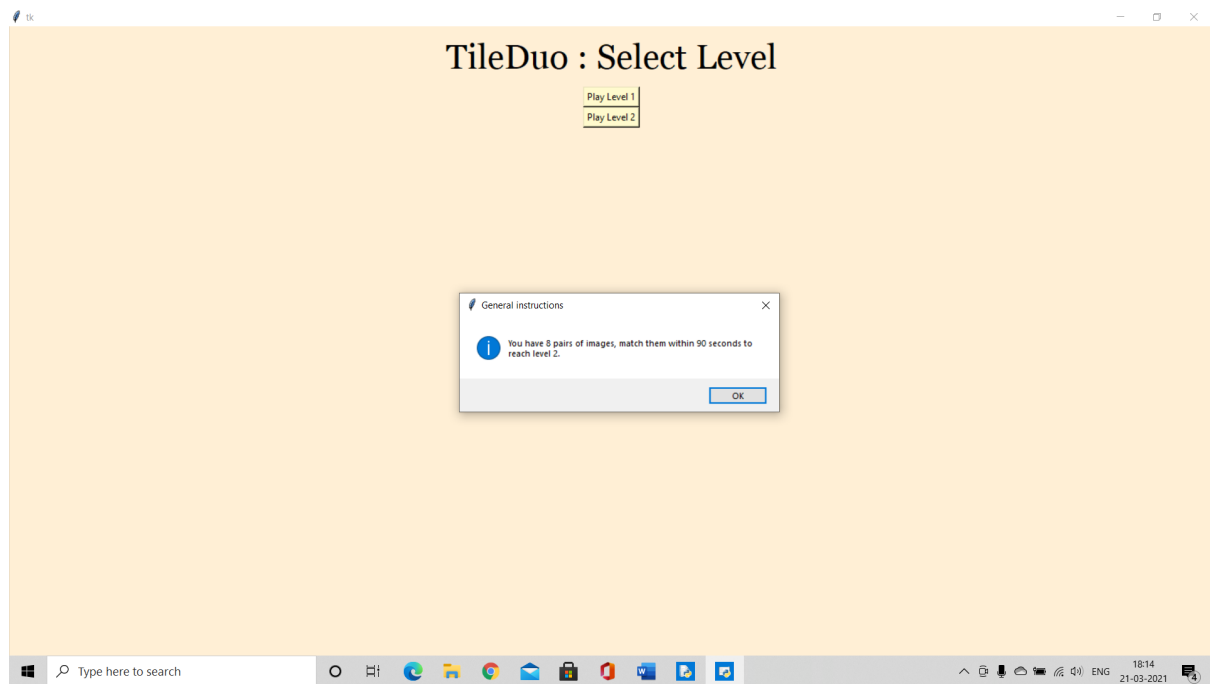 tk
TileDuo : Select Level
Play Level 1
Play Level 2
General instructions
You have 8 pairs of images, match them within 90 seconds to
reach level 2.
OK
Type here to search
ENG
18:14
21-03-2021
4